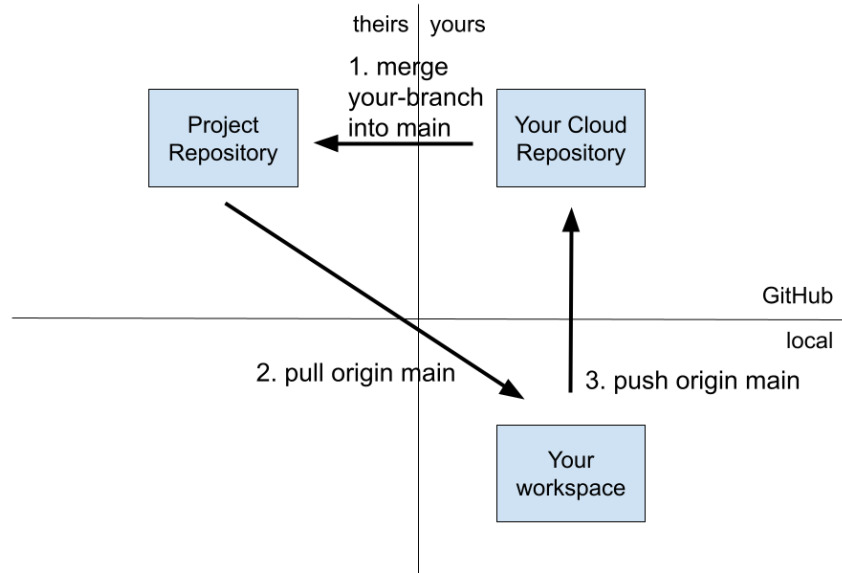 theirs yours
1. merge
your-branch
into main
Project
Repository
Your Cloud
Repository
GitHub
local
2. pull origin main
3. push origin main
Your
workspace